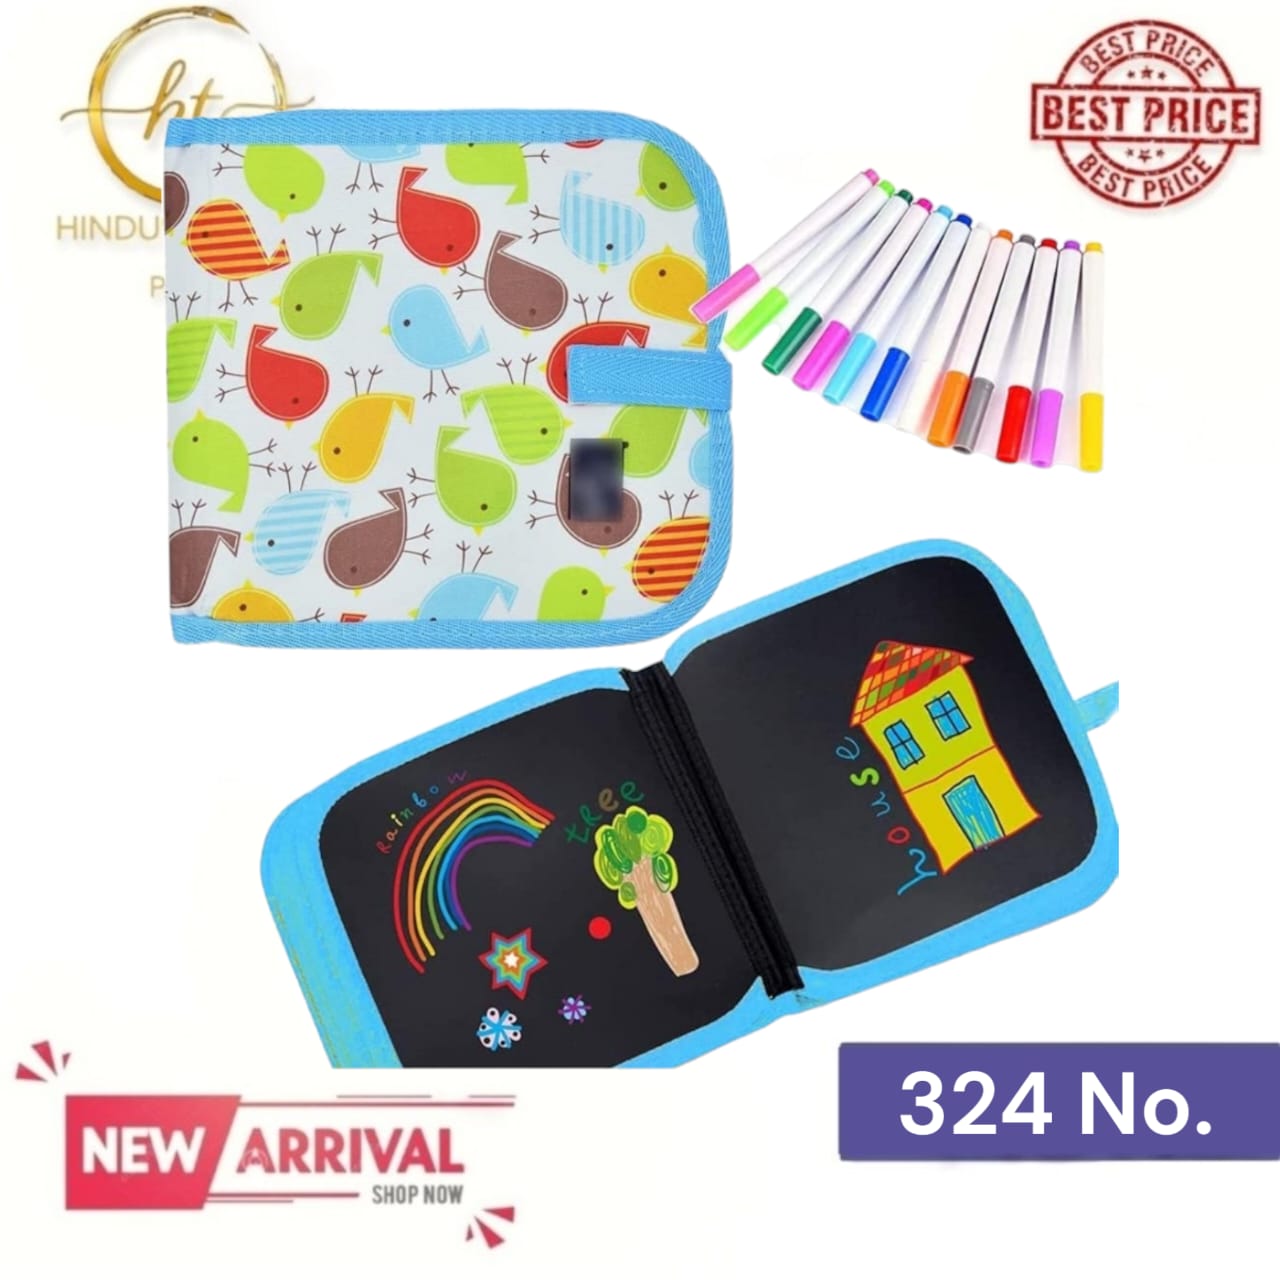 ht
HINDU
P
BEST PRICE
BEST PRICE
BEST PRICE
rainbow
tree
house
324 No.
NEW ARRIVAL
SHOP NOW